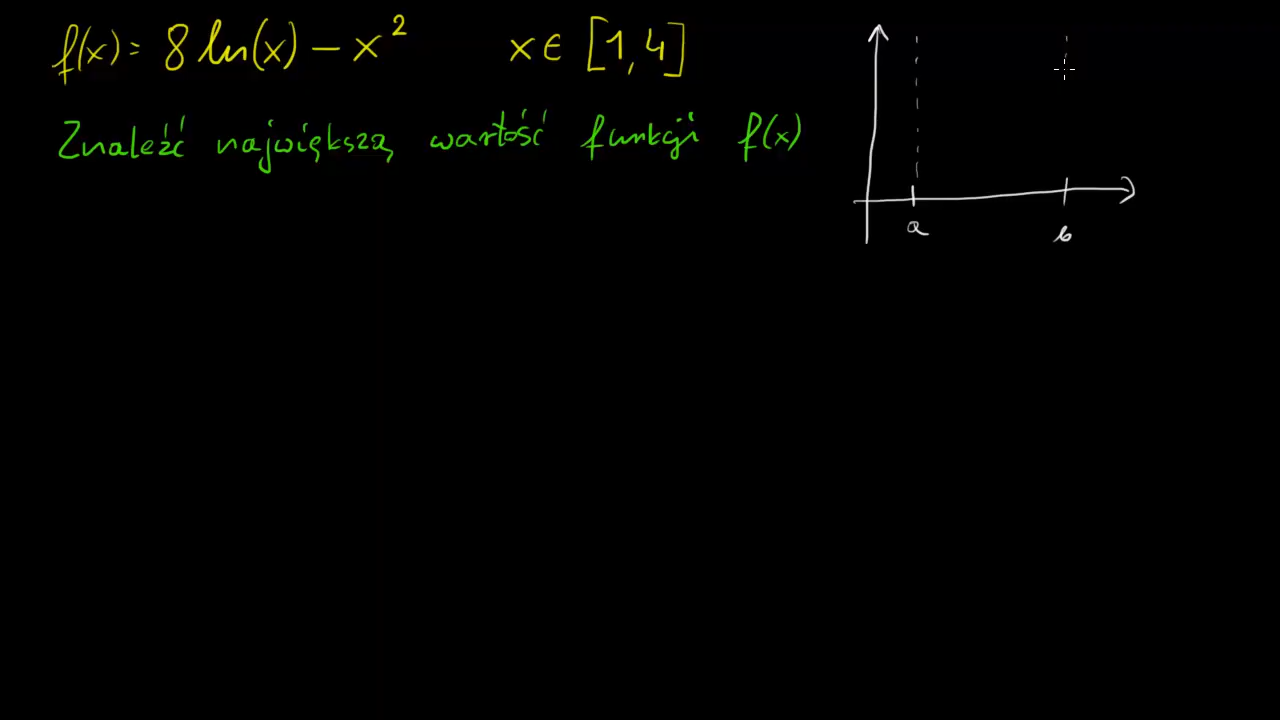 f(x) = 8 ln(x) − x² x ∈ [1,4]
Znaleźć największą wartość funkcji f(x)
a b